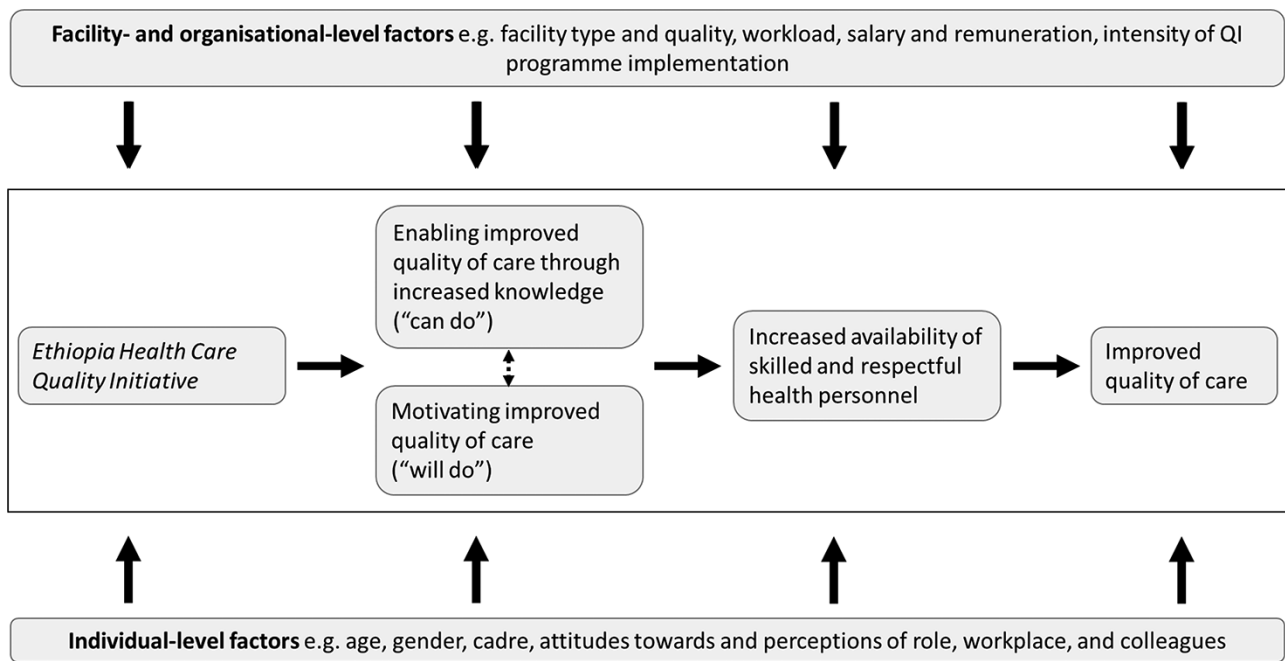 Facility- and organisational-level factors e.g. facility type and quality, workload, salary and remuneration, intensity of QI
programme implementation
Enabling improved
quality of care through
increased knowledge
(“can do”)
Ethiopia Health Care
Quality Initiative
Motivating improved
quality of care
(“will do”)
Increased availability of
skilled and respectful
health personnel
Improved
quality of care
Individual-level factors e.g. age, gender, cadre, attitudes towards and perceptions of role, workplace, and colleagues